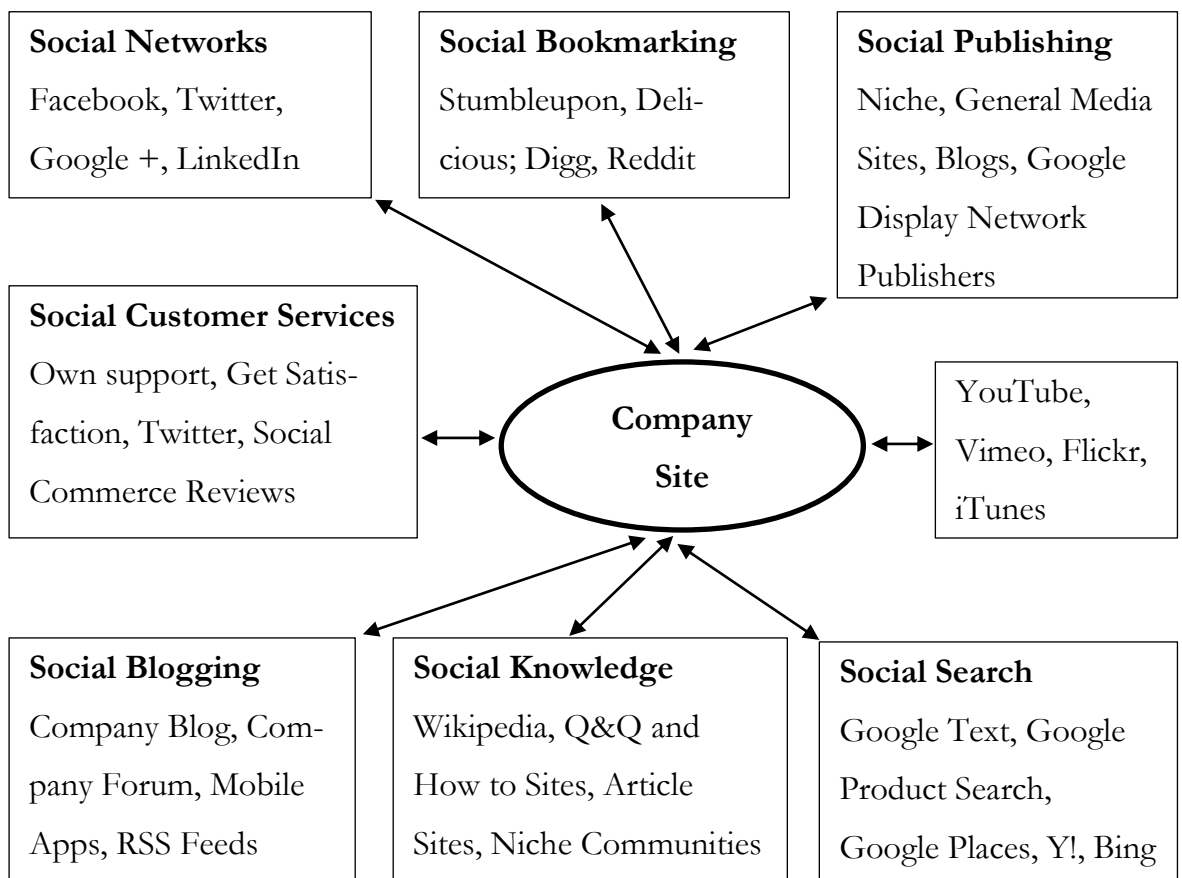 Social Networks
Facebook, Twitter,
Google +, LinkedIn
Social Bookmarking
Stumbleupon, Deli-
cious; Digg, Reddit
Social Publishing
Niche, General Media
Sites, Blogs, Google
Display Network
Publishers
Social Customer Services
Own support, Get Satis-
faction, Twitter, Social
Commerce Reviews
Company
Site
YouTube,
Vimeo, Flickr,
iTunes
Social Blogging
Company Blog, Com-
pany Forum, Mobile
Apps, RSS Feeds
Social Knowledge
Wikipedia, Q&Q and
How to Sites, Article
Sites, Niche Communities
Social Search
Google Text, Google
Product Search,
Google Places, Y!, Bing